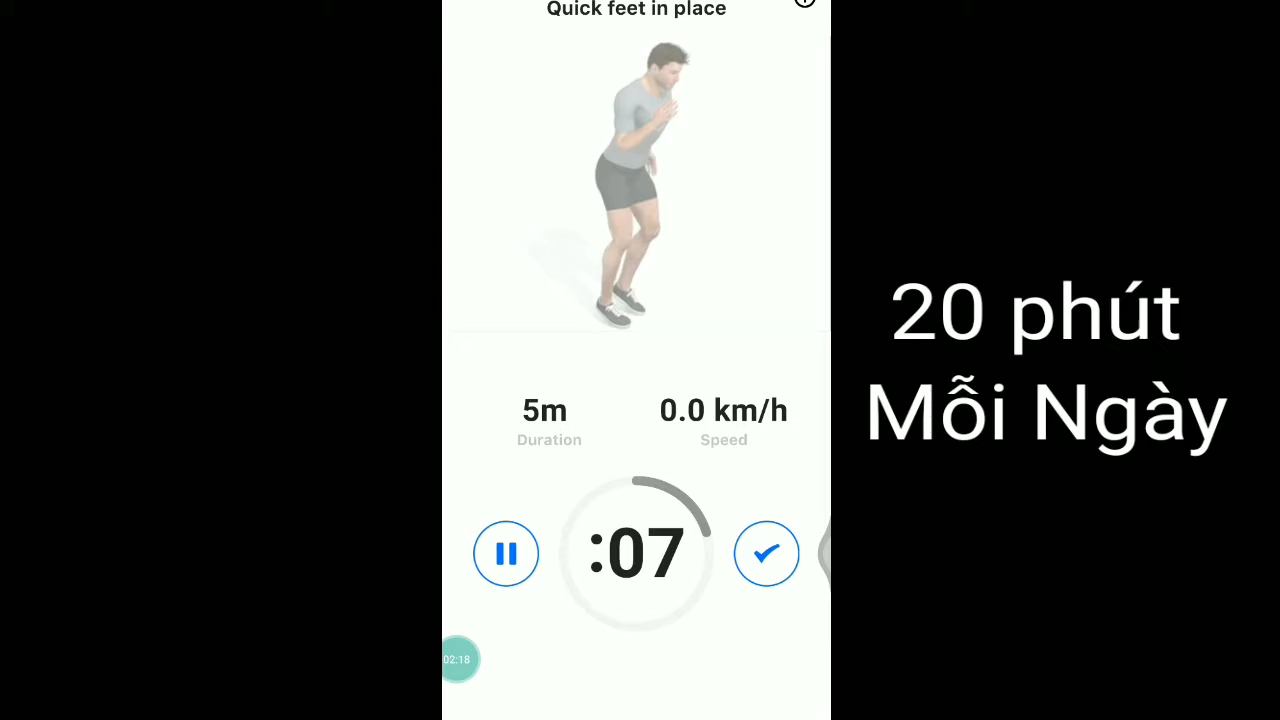 Quick feet in place
5m
0.0 km/h
Duration
Speed
:07
02:18
20 phút
Mỗi Ngày